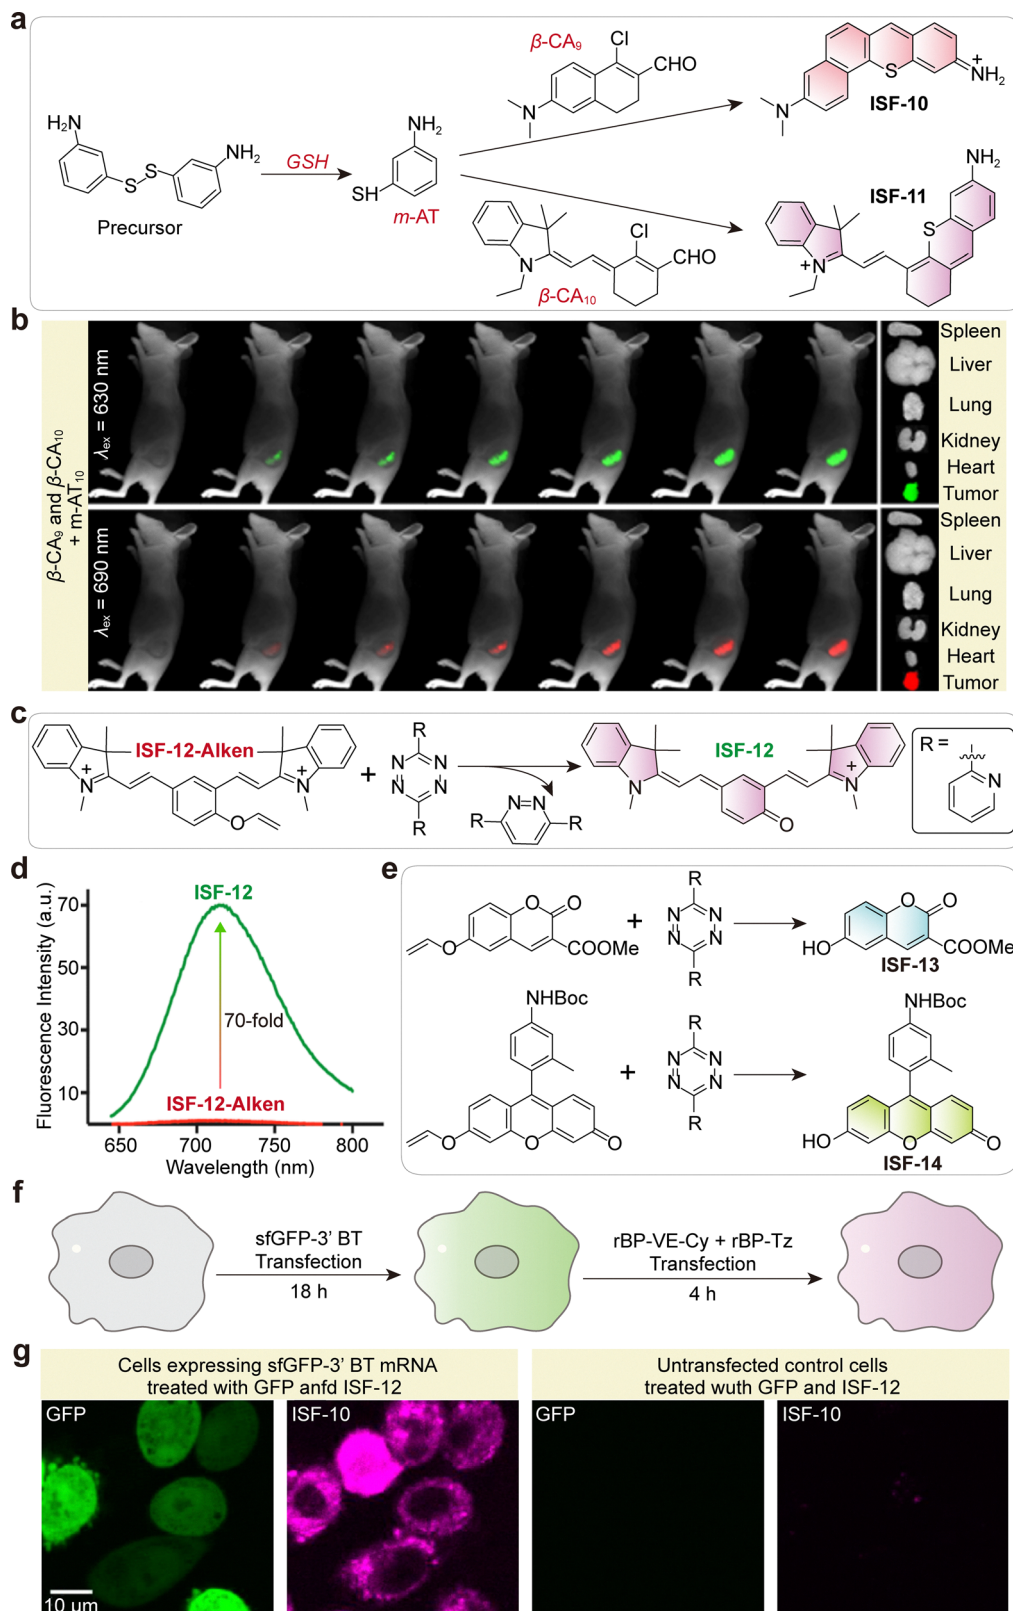 a
β-CA₉
Cl
CHO
N
S
⁺NH₂
ISF-10
H₂N
S
S
NH₂
GSH
NH₂
SH
Precursor
m-AT
NH₂
ISF-11
S
N⁺
Cl
CHO
N
β-CA₁₀
b
β-CA₉ and β-CA₁₀
+ m-AT₁₀
λex = 630 nm
Spleen
Liver
Lung
Kidney
Heart
Tumor
λex = 690 nm
Spleen
Liver
Lung
Kidney
Heart
Tumor
c
ISF-12-Alken
N⁺
N⁺
O
+
R
N N
N N
R
N N
R R
ISF-12
N
N⁺
O
R =
N
d
ISF-12
70
50
30
10
70-fold
ISF-12-Alken
650 700 750 800
Fluorescence Intensity (a.u.)
Wavelength (nm)
e
O O
O
COOMe
+
R
N N
N N
R
O O
HO
COOMe
ISF-13
NHBoc
O O O
+
R
N N
N N
R
NHBoc
HO O O
ISF-14
f
sfGFP-3' BT
Transfection
18 h
rBP-VE-Cy + rBP-Tz
Transfection
4 h
g
Cells expressing sfGFP-3' BT mRNA
treated with GFP anfd ISF-12
Untransfected control cells
treated wuth GFP and ISF-12
GFP
ISF-10
GFP
ISF-10
10 μm